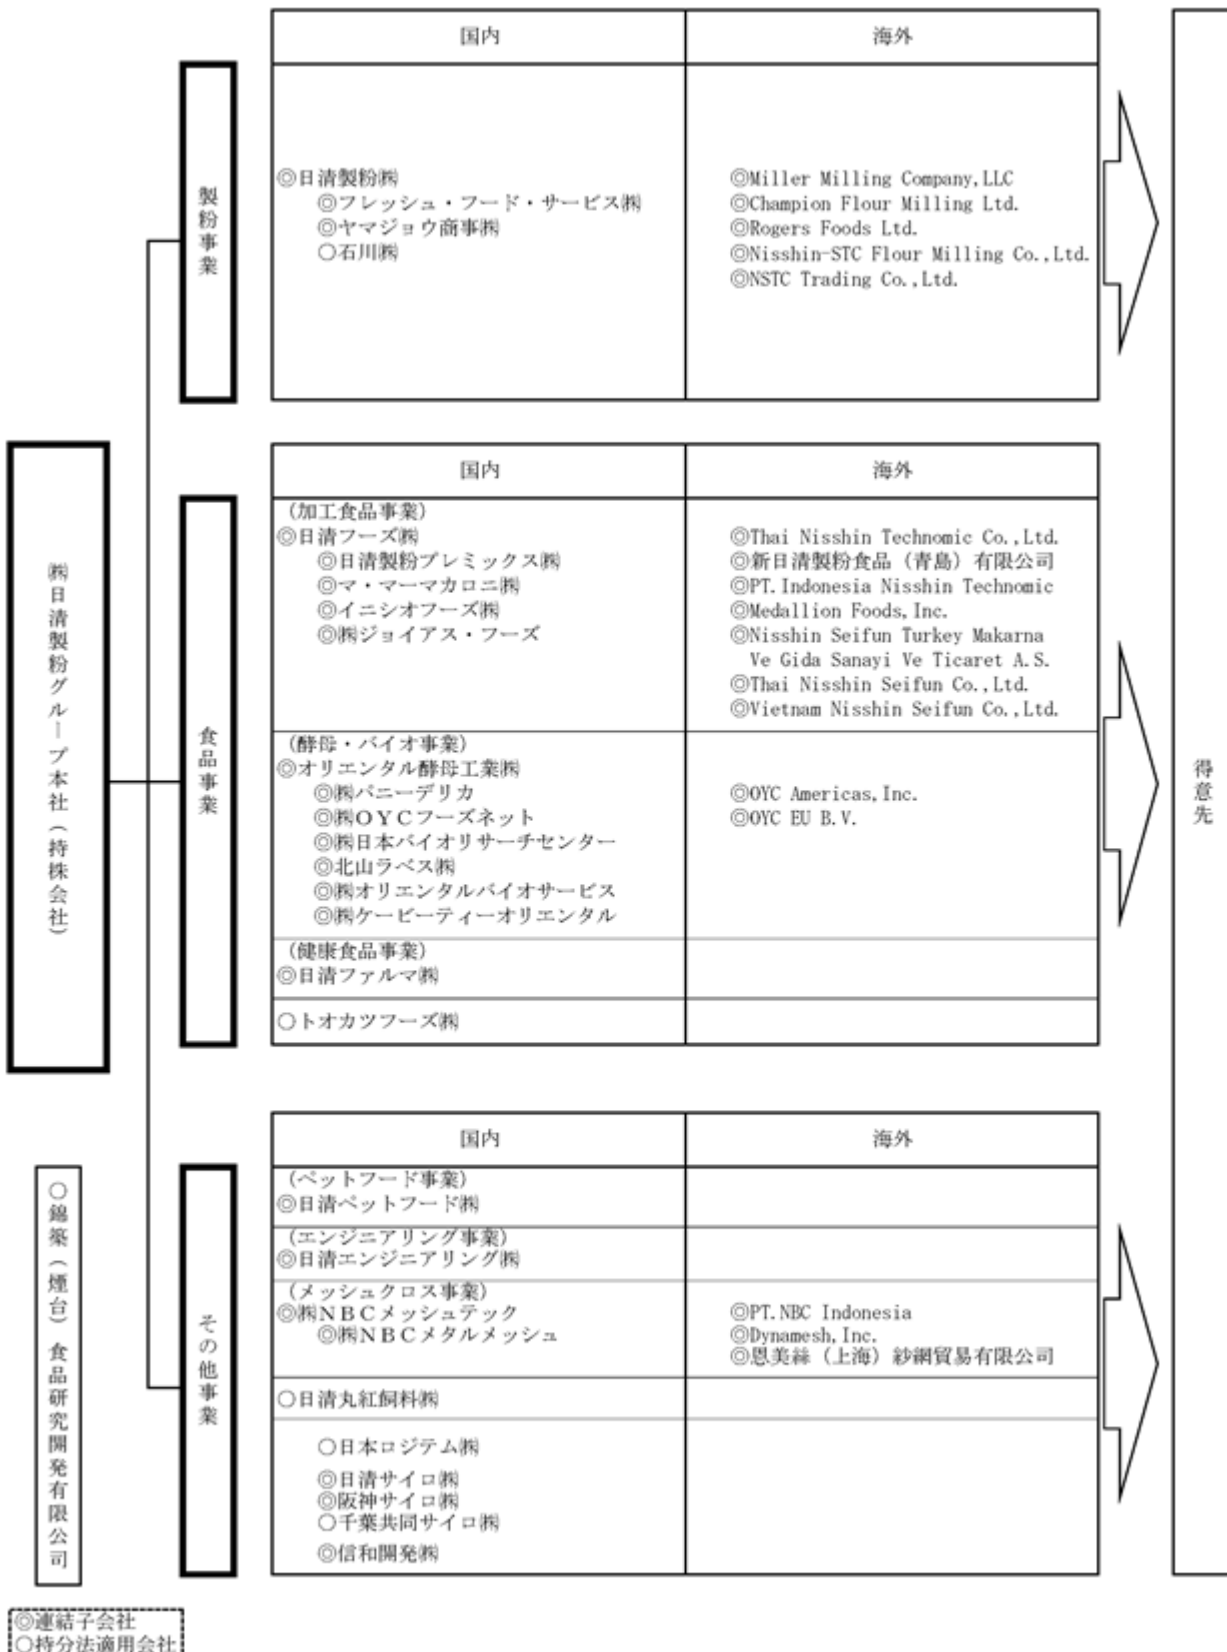 国内
海外
製粉事業
◎日清製粉㈱
◎フレッシュ・フード・サービス㈱
◎ヤマジョウ商事㈱
○石川㈱
◎Miller Milling Company,LLC
◎Champion Flour Milling Ltd.
◎Rogers Foods Ltd.
◎Nisshin-STC Flour Milling Co.,Ltd.
◎NSTC Trading Co.,Ltd.
㈱日清製粉グループ本社（持株会社）
国内
海外
食品事業
（加工食品事業）
◎日清フーズ㈱
◎日清製粉プレミックス㈱
◎マ・マーマカロニ㈱
◎イニシオフーズ㈱
◎㈱ジョイアス・フーズ
◎Thai Nisshin Technomic Co.,Ltd.
◎新日清製粉食品（青島）有限公司
◎PT.Indonesia Nisshin Technomic
◎Medallion Foods,Inc.
◎Nisshin Seifun Turkey Makarna
Ve Gida Sanayi Ve Ticaret A.S.
◎Thai Nisshin Seifun Co.,Ltd.
◎Vietnam Nisshin Seifun Co.,Ltd.
（酵母・バイオ事業）
◎オリエンタル酵母工業㈱
◎㈱パニーデリカ
◎㈱ＯＹＣフーズネット
◎㈱日本バイオリサーチセンター
◎北山ラベス㈱
◎㈱オリエンタルバイオサービス
◎㈱ケービーティーオリエンタル
◎OYC Americas,Inc.
◎OYC EU B.V.
（健康食品事業）
◎日清ファルマ㈱
○トオカツフーズ㈱
得意先
国内
海外
その他事業
（ペットフード事業）
◎日清ペットフード㈱
（エンジニアリング事業）
◎日清エンジニアリング㈱
（メッシュクロス事業）
◎㈱ＮＢＣメッシュテック
◎㈱ＮＢＣメタルメッシュ
◎PT.NBC Indonesia
◎Dynamesh,Inc.
◎恩美絲（上海）紗網貿易有限公司
○日清丸紅飼料㈱
○日本ロジテム㈱
◎日清サイロ㈱
◎阪神サイロ㈱
○千葉共同サイロ㈱
◎信和開発㈱
○錦築（煙台）食品研究開発有限公司
◎連結子会社
○持分法適用会社